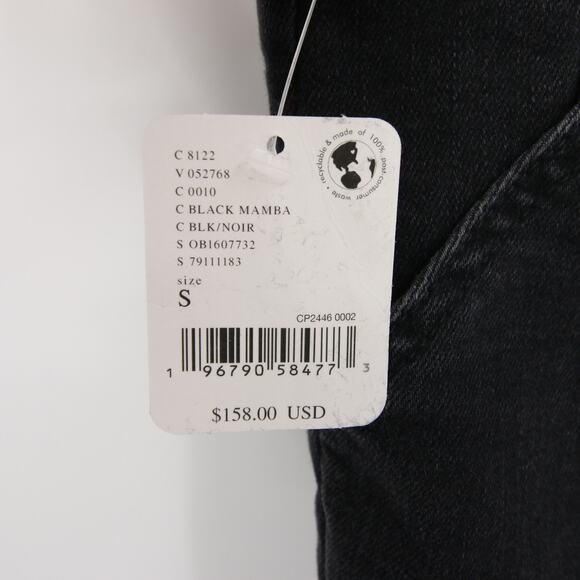 recyclable & made of 100% post-consumer waste •
C 8122
V 052768
C 0010
C BLACK MAMBA
C BLK/NOIR
S OB1607732
S 79111183
size
S
CP2446 0002
1 96790 58477 3
$158.00 USD